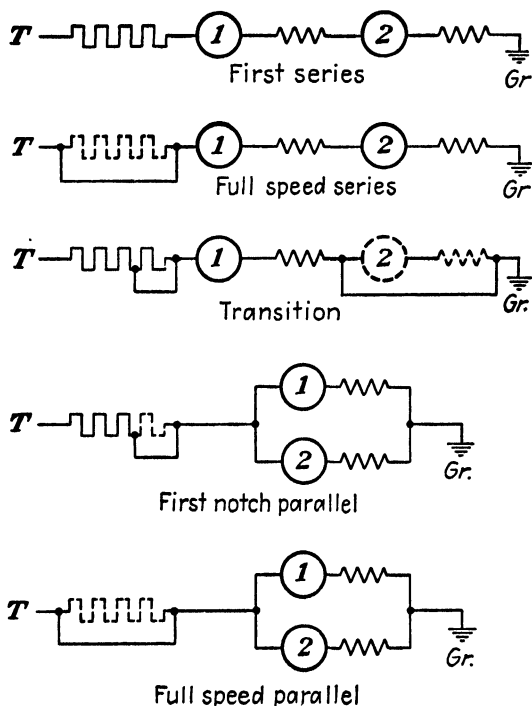 T 1 2
Gr
First series
T 1 2
Gr
Full speed series
T 1 2
Gr.
Transition
1
T
2
Gr.
First notch parallel
1
T
2
Gr.
Full speed parallel